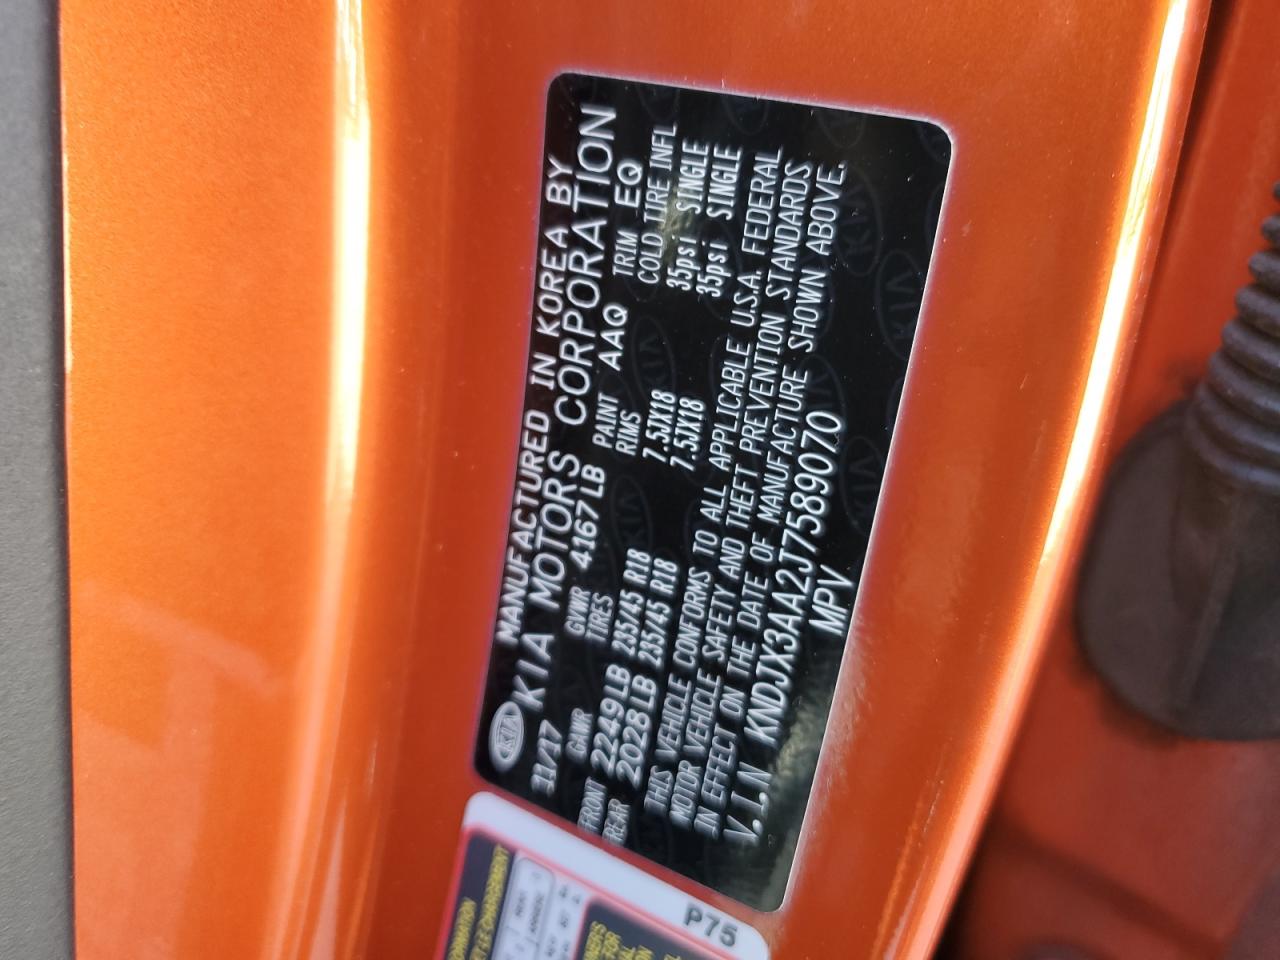 KIA
MANUFACTURED IN KOREA BY
KIA MOTORS CORPORATION
11/17 GVWR 4167LB PAINT AAQ TRIM EQ
GAWR TIRES RIMS COLD TIRE INFL
FRONT 2249LB 235/45 R18 7.5JX18 35psi SINGLE
REAR 2028LB 235/45 R18 7.5JX18 35psi SINGLE
THIS VEHICLE CONFORMS TO ALL APPLICABLE U.S.A. FEDERAL
MOTOR VEHICLE SAFETY AND THEFT PREVENTION STANDARDS
IN EFFECT ON THE DATE OF MANUFACTURE SHOWN ABOVE.
V.I.N KNDJX3AA2J7589070
MPV
P75